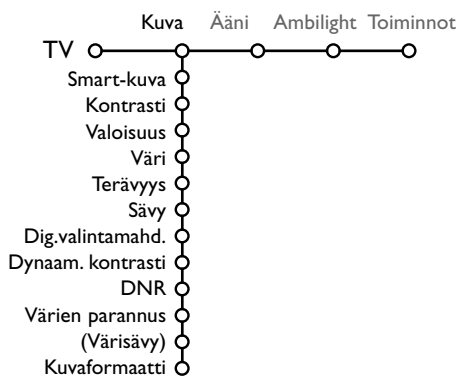 Kuva Ääni Ambilight Toiminnot
TV
Smart-kuva
Kontrasti
Valoisuus
Väri
Terävyys
Sävy
Dig.valintamahd.
Dynaam. kontrasti
DNR
Värien parannus
(Värisävy)
Kuvaformaatti